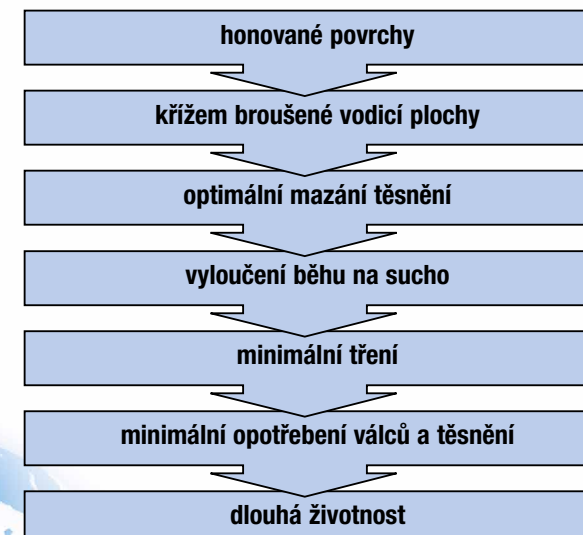 honované povrchy
křížem broušené vodicí plochy
optimální mazání těsnění
vyloučení běhu na sucho
minimální tření
minimální opotřebení válců a těsnění
dlouhá životnost